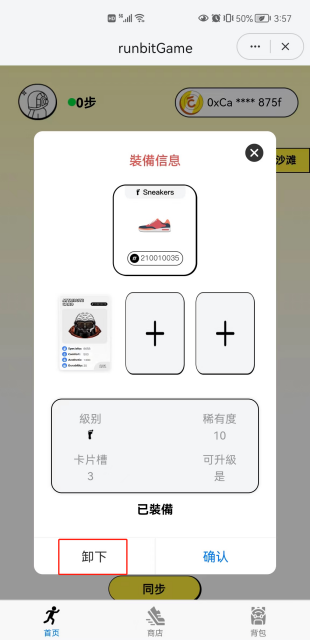 50% 3:57
runbitGame
0步
0xCa **** 875f
沙滩
裝備信息
Sneakers
210010035
級別
稀有度
10
卡片槽
可升級
3
是
已裝備
卸下
确认
同步
首页
商店
背包